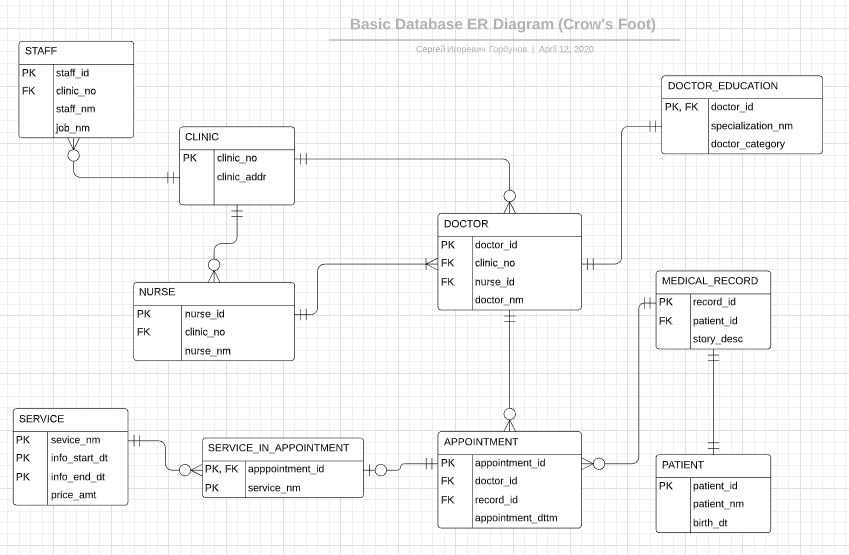 Basic Database ER Diagram (Crow's Foot)
Сергей Игоревич Горбунов | April 12, 2020
STAFF
PK staff_id
FK clinic_no
staff_nm
job_nm
CLINIC
PK clinic_no
clinic_addr
DOCTOR_EDUCATION
PK, FK doctor_id
specialization_nm
doctor_category
DOCTOR
PK doctor_id
FK clinic_no
FK nurse_id
doctor_nm
NURSE
PK nurse_id
FK clinic_no
nurse_nm
MEDICAL_RECORD
PK record_id
FK patient_id
story_desc
SERVICE
PK sevice_nm
PK info_start_dt
PK info_end_dt
price_amt
SERVICE_IN_APPOINTMENT
PK, FK apppointment_id
PK service_nm
APPOINTMENT
PK appointment_id
FK doctor_id
FK record_id
appointment_dttm
PATIENT
PK patient_id
patient_nm
birth_dt